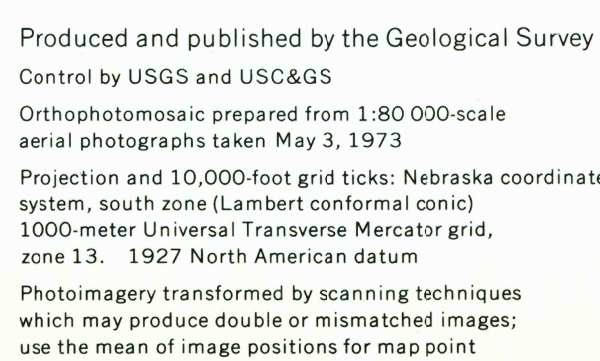 Produced and published by the Geological Survey
Control by USGS and USC&GS
Orthophotomosaic prepared from 1:80 000-scale
aerial photographs taken May 3, 1973
Projection and 10,000-foot grid ticks: Nebraska coordinate
system, south zone (Lambert conformal conic)
1000-meter Universal Transverse Mercator grid,
zone 13. 1927 North American datum
Photoimagery transformed by scanning techniques
which may produce double or mismatched images;
use the mean of image positions for map point